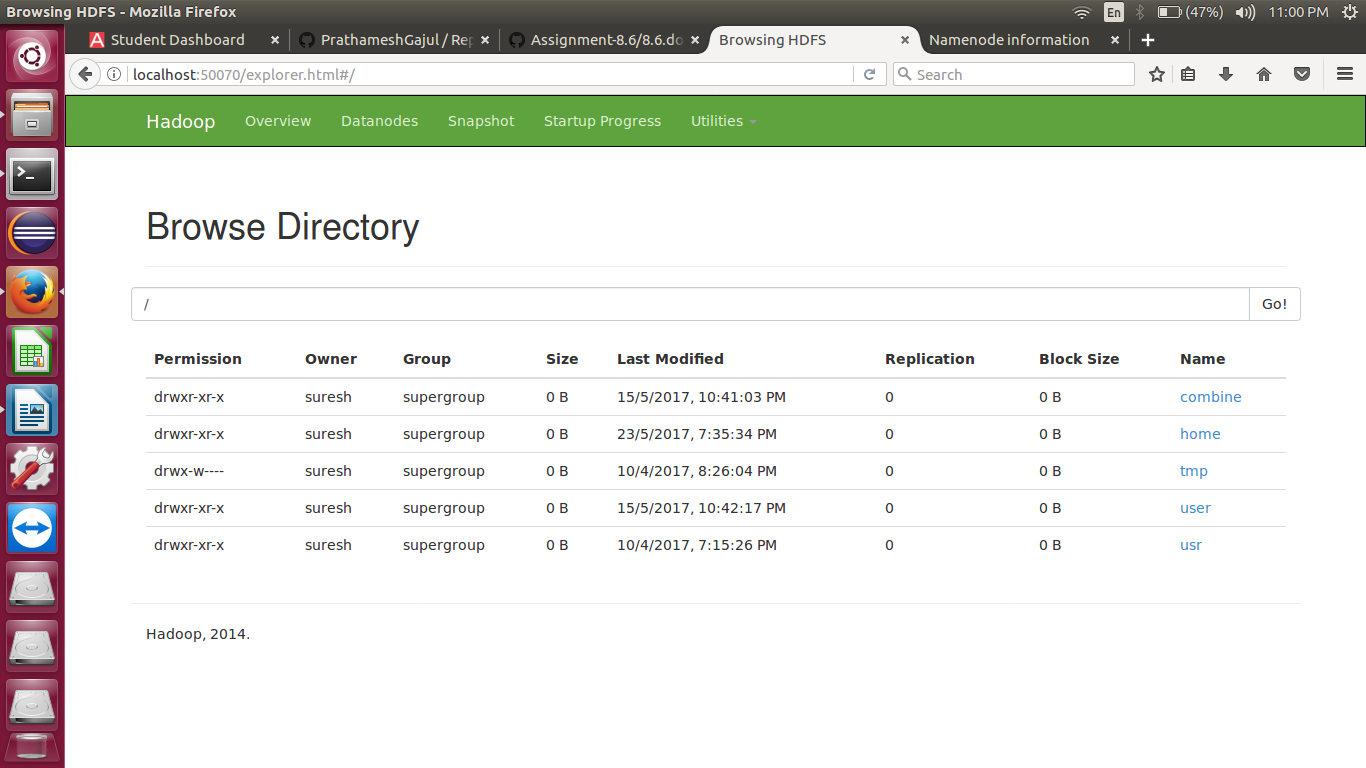 Browsing HDFS - Mozilla Firefox En (47%) 11:00 PM
Student Dashboard PrathameshGajul / Rep Assignment-8.6/8.6.do Browsing HDFS Namenode information
localhost:50070/explorer.html#/ Search
Hadoop Overview Datanodes Snapshot Startup Progress Utilities
Browse Directory
/ Go!
Permission Owner Group Size Last Modified Replication Block Size Name
drwxr-xr-x suresh supergroup 0 B 15/5/2017, 10:41:03 PM 0 0 B combine
drwxr-xr-x suresh supergroup 0 B 23/5/2017, 7:35:34 PM 0 0 B home
drwx-w---- suresh supergroup 0 B 10/4/2017, 8:26:04 PM 0 0 B tmp
drwxr-xr-x suresh supergroup 0 B 15/5/2017, 10:42:17 PM 0 0 B user
drwxr-xr-x suresh supergroup 0 B 10/4/2017, 7:15:26 PM 0 0 B usr
Hadoop, 2014.